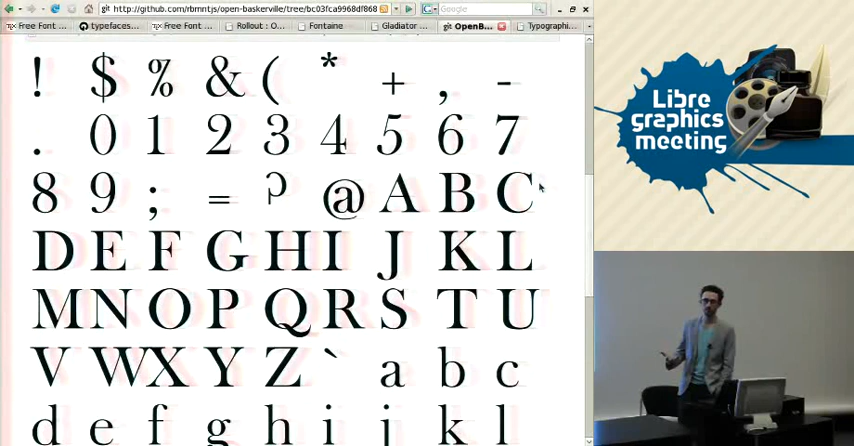 http://github.com/rbmntjs/open-baskerville/tree/bc03fca9968df868
Google
Free Font ...
typefaces...
Free Font ...
Rollout : O...
Fontaine
Gladiator ...
OpenB...
Typographi...
! $ % & ( * + , -
. 0 1 2 3 4 5 6 7
8 9 ; = ? @ A B C
D E F G H I J K L
M N O P Q R S T U
V W X Y Z ` a b c
d e f g h i j k l
Libre
graphics
meeting